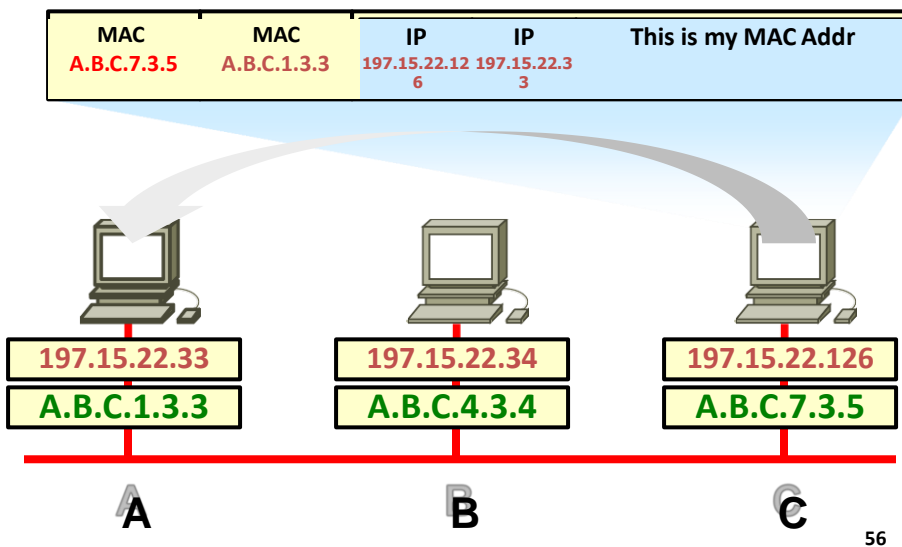 MAC MAC IP IP This is my MAC Addr
A.B.C.7.3.5 A.B.C.1.3.3 197.15.22.12 197.15.22.3
6 3
197.15.22.33 197.15.22.34 197.15.22.126
A.B.C.1.3.3 A.B.C.4.3.4 A.B.C.7.3.5
A B C
56